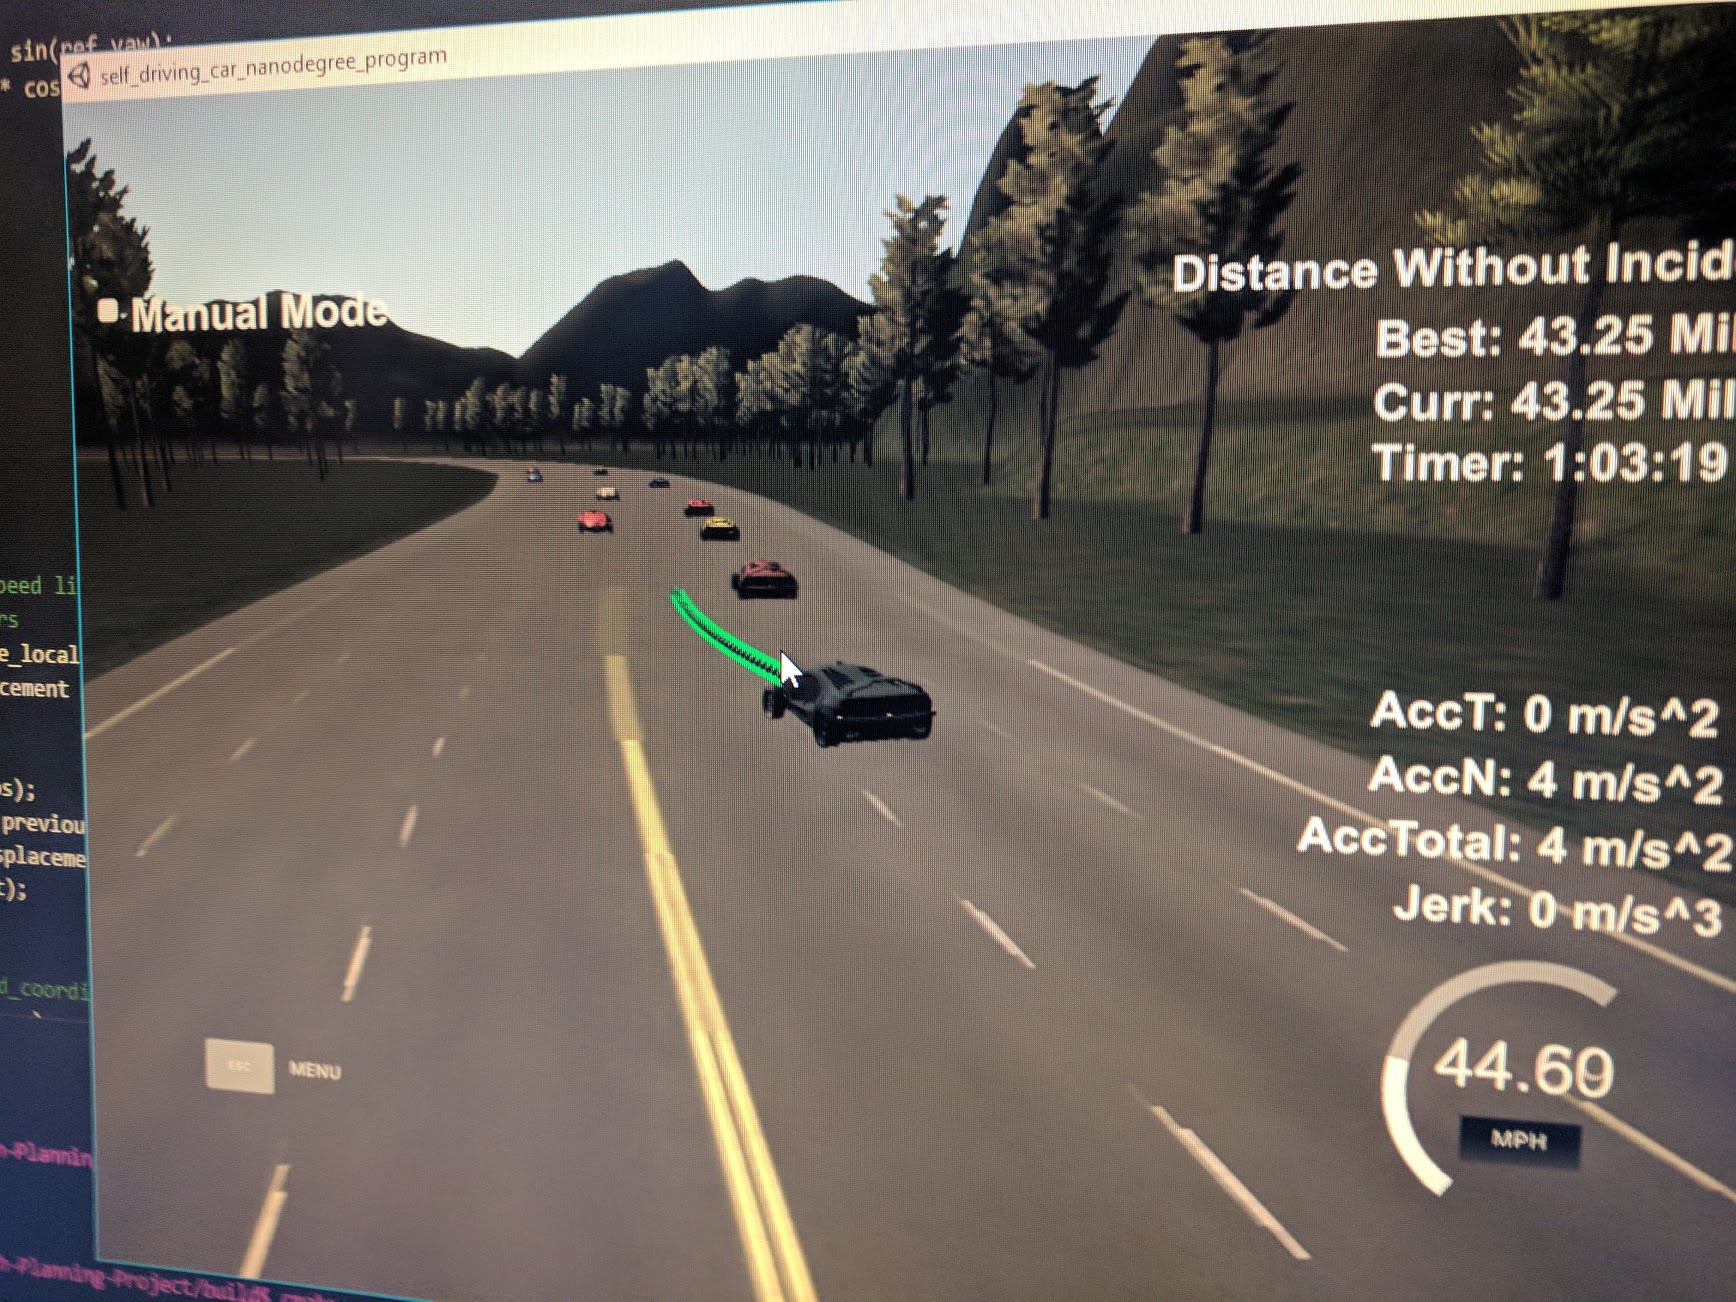 sin(ref_yaw);
* cos
self_driving_car_nanodegree_program
Manual Mode
Distance Without Incid
Best: 43.25 Mil
Curr: 43.25 Mil
Timer: 1:03:19
peed li
rs
e_local
cement
s);
previou
splaceme
t);
d_coordi
AccT: 0 m/s^2
AccN: 4 m/s^2
AccTotal: 4 m/s^2
Jerk: 0 m/s^3
44.60
MPH
ESC MENU
h-Plannin
h-Planning-Project/build$